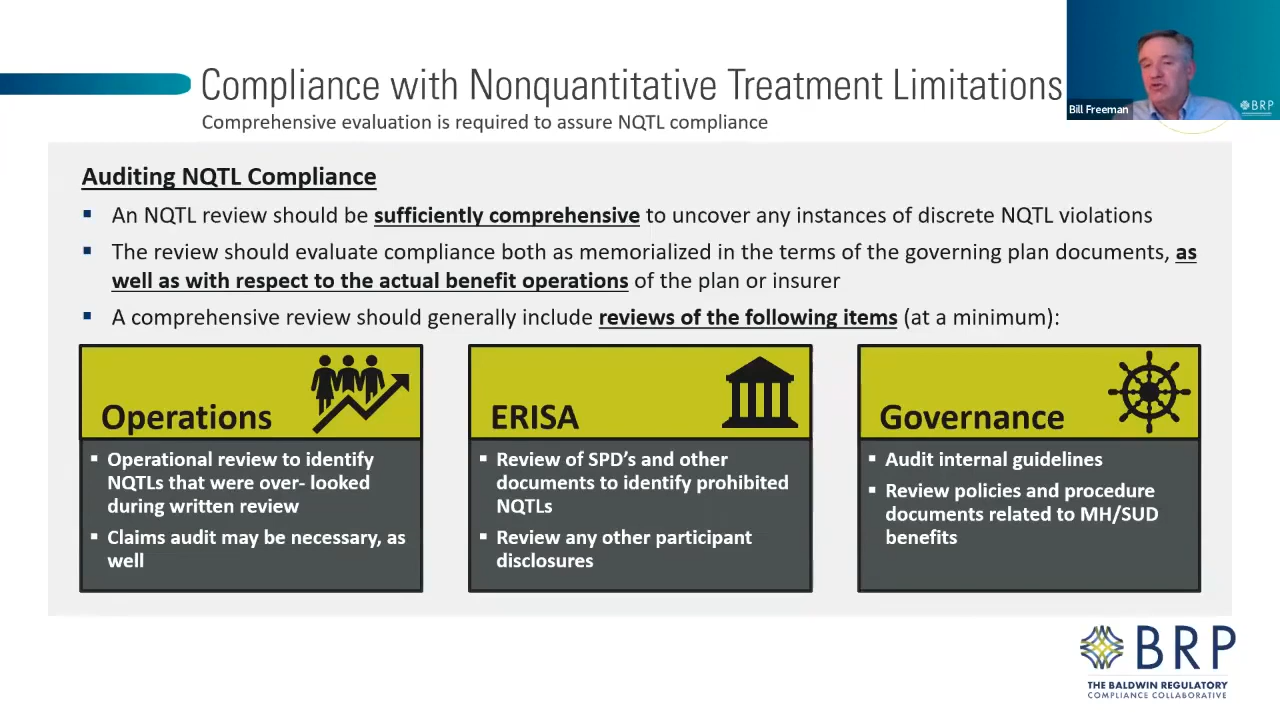 Compliance with Nonquantitative Treatment Limitations
Comprehensive evaluation is required to assure NQTL compliance
Bill Freeman
BRP
Auditing NQTL Compliance
▪ An NQTL review should be sufficiently comprehensive to uncover any instances of discrete NQTL violations
▪ The review should evaluate compliance both as memorialized in the terms of the governing plan documents, as
well as with respect to the actual benefit operations of the plan or insurer
▪ A comprehensive review should generally include reviews of the following items (at a minimum):
Operations
▪ Operational review to identify
NQTLs that were over- looked
during written review
▪ Claims audit may be necessary, as
well
ERISA
▪ Review of SPD's and other
documents to identify prohibited
NQTLs
▪ Review any other participant
disclosures
Governance
▪ Audit internal guidelines
▪ Review policies and procedure
documents related to MH/SUD
benefits
BRP
THE BALDWIN REGULATORY
COMPLIANCE COLLABORATIVE